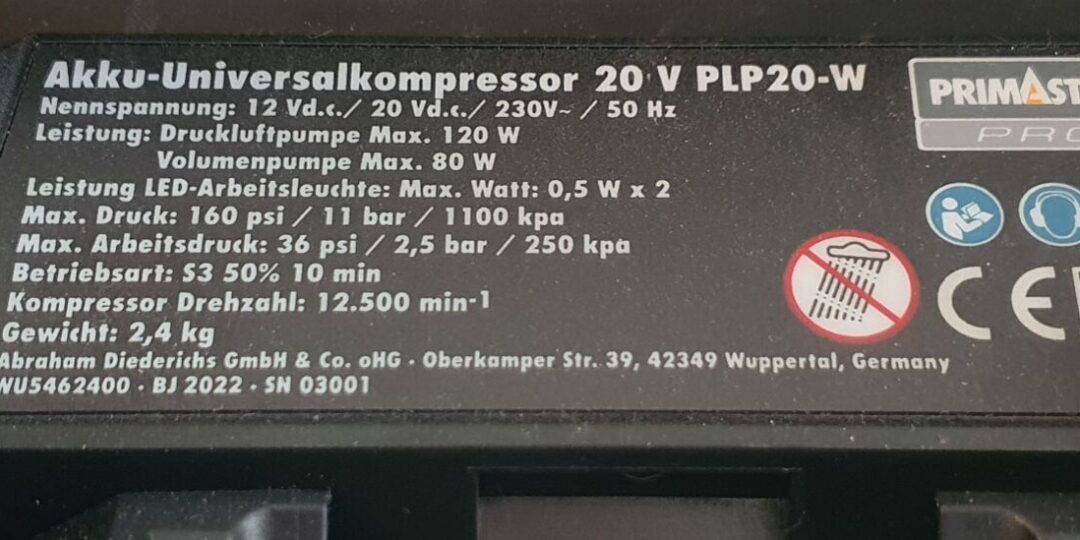 Akku-Universalkompressor 20 V PLP20-W
Nennspannung: 12 Vd.c./ 20 Vd.c./ 230V~ / 50 Hz
Leistung: Druckluftpumpe Max. 120 W
Volumenpumpe Max. 80 W
Leistung LED-Arbeitsleuchte: Max. Watt: 0,5 W x 2
Max. Druck: 160 psi / 11 bar / 1100 kpa
Max. Arbeitsdruck: 36 psi / 2,5 bar / 250 kpa
Betriebsart: S3 50% 10 min
Kompressor Drehzahl: 12.500 min-1
Gewicht: 2,4 kg
Abraham Diederichs GmbH & Co. oHG · Oberkamper Str. 39, 42349 Wuppertal, Germany
WU5462400 · BJ 2022 · SN 03001
PRIMAST
PRO
CE